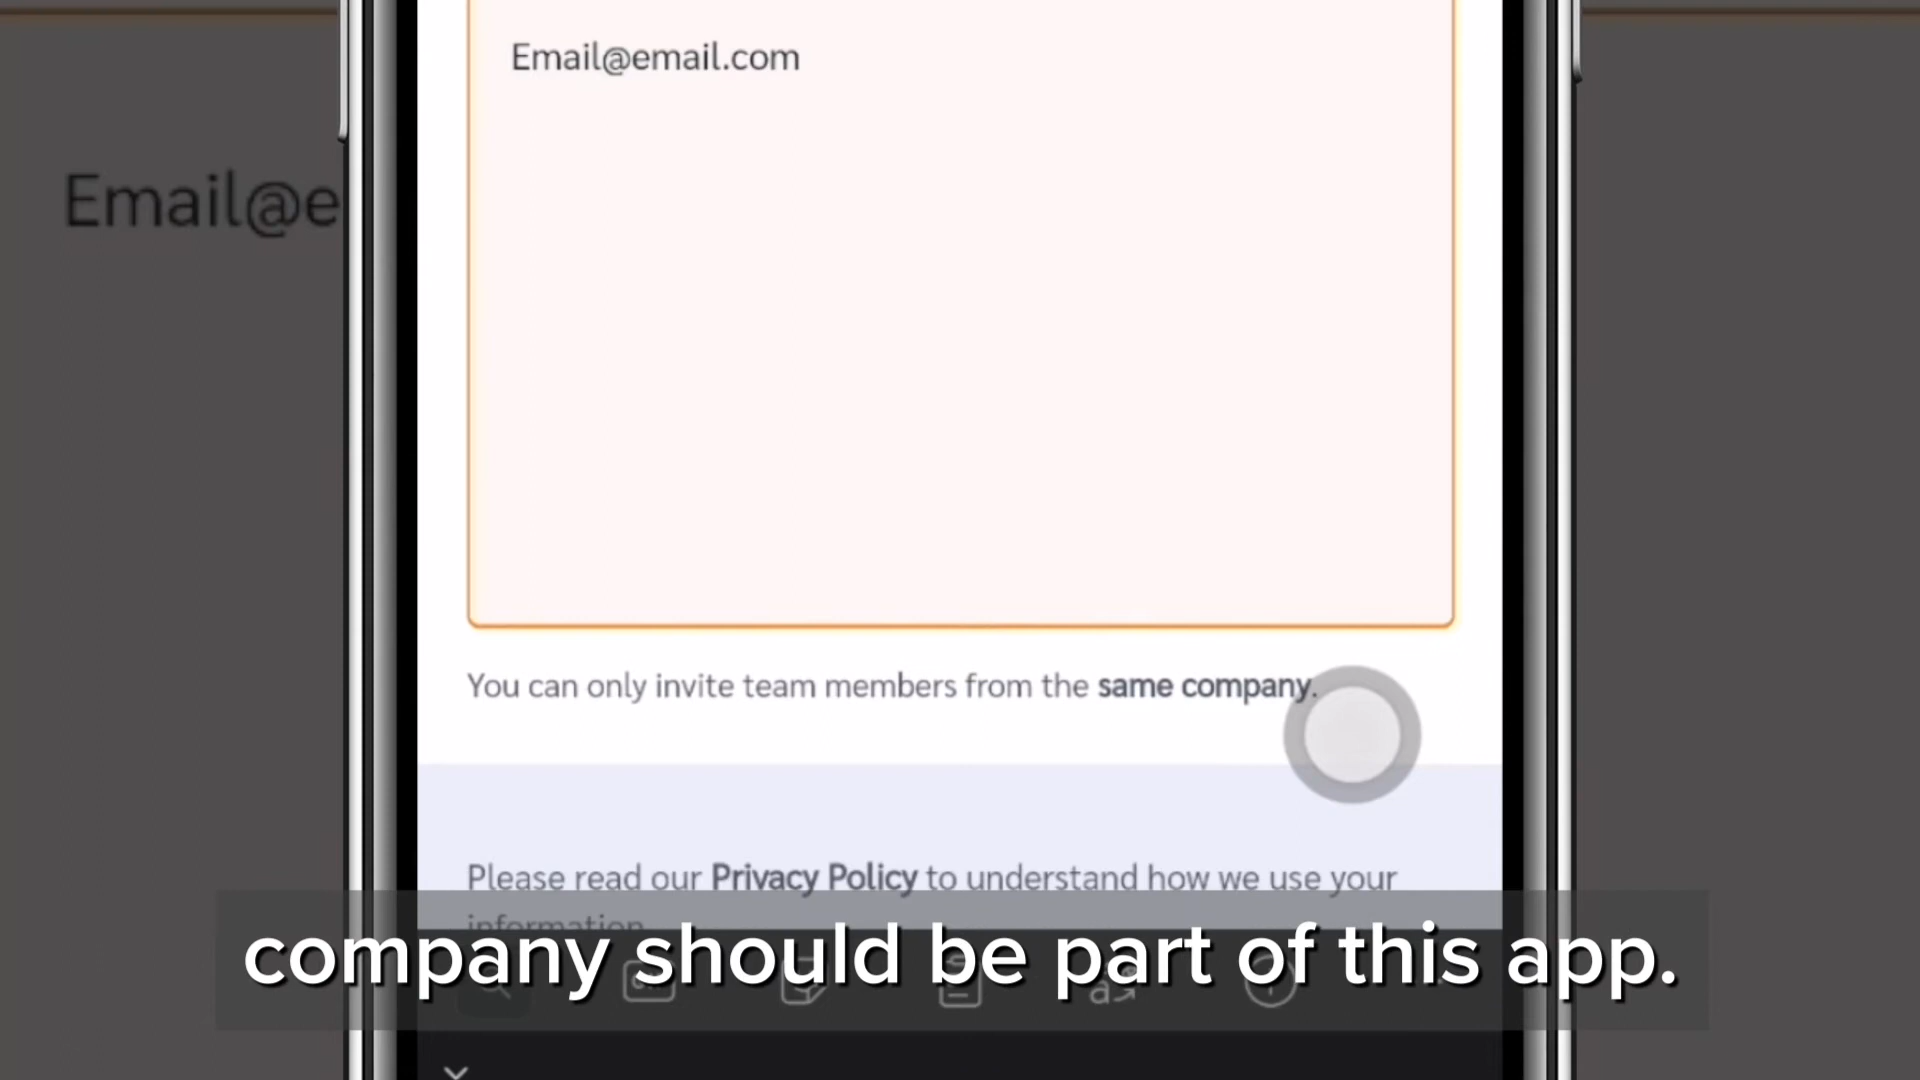 Email@email.com
Email@e
You can only invite team members from the same company.
Please read our Privacy Policy to understand how we use your
information.
company should be part of this app.